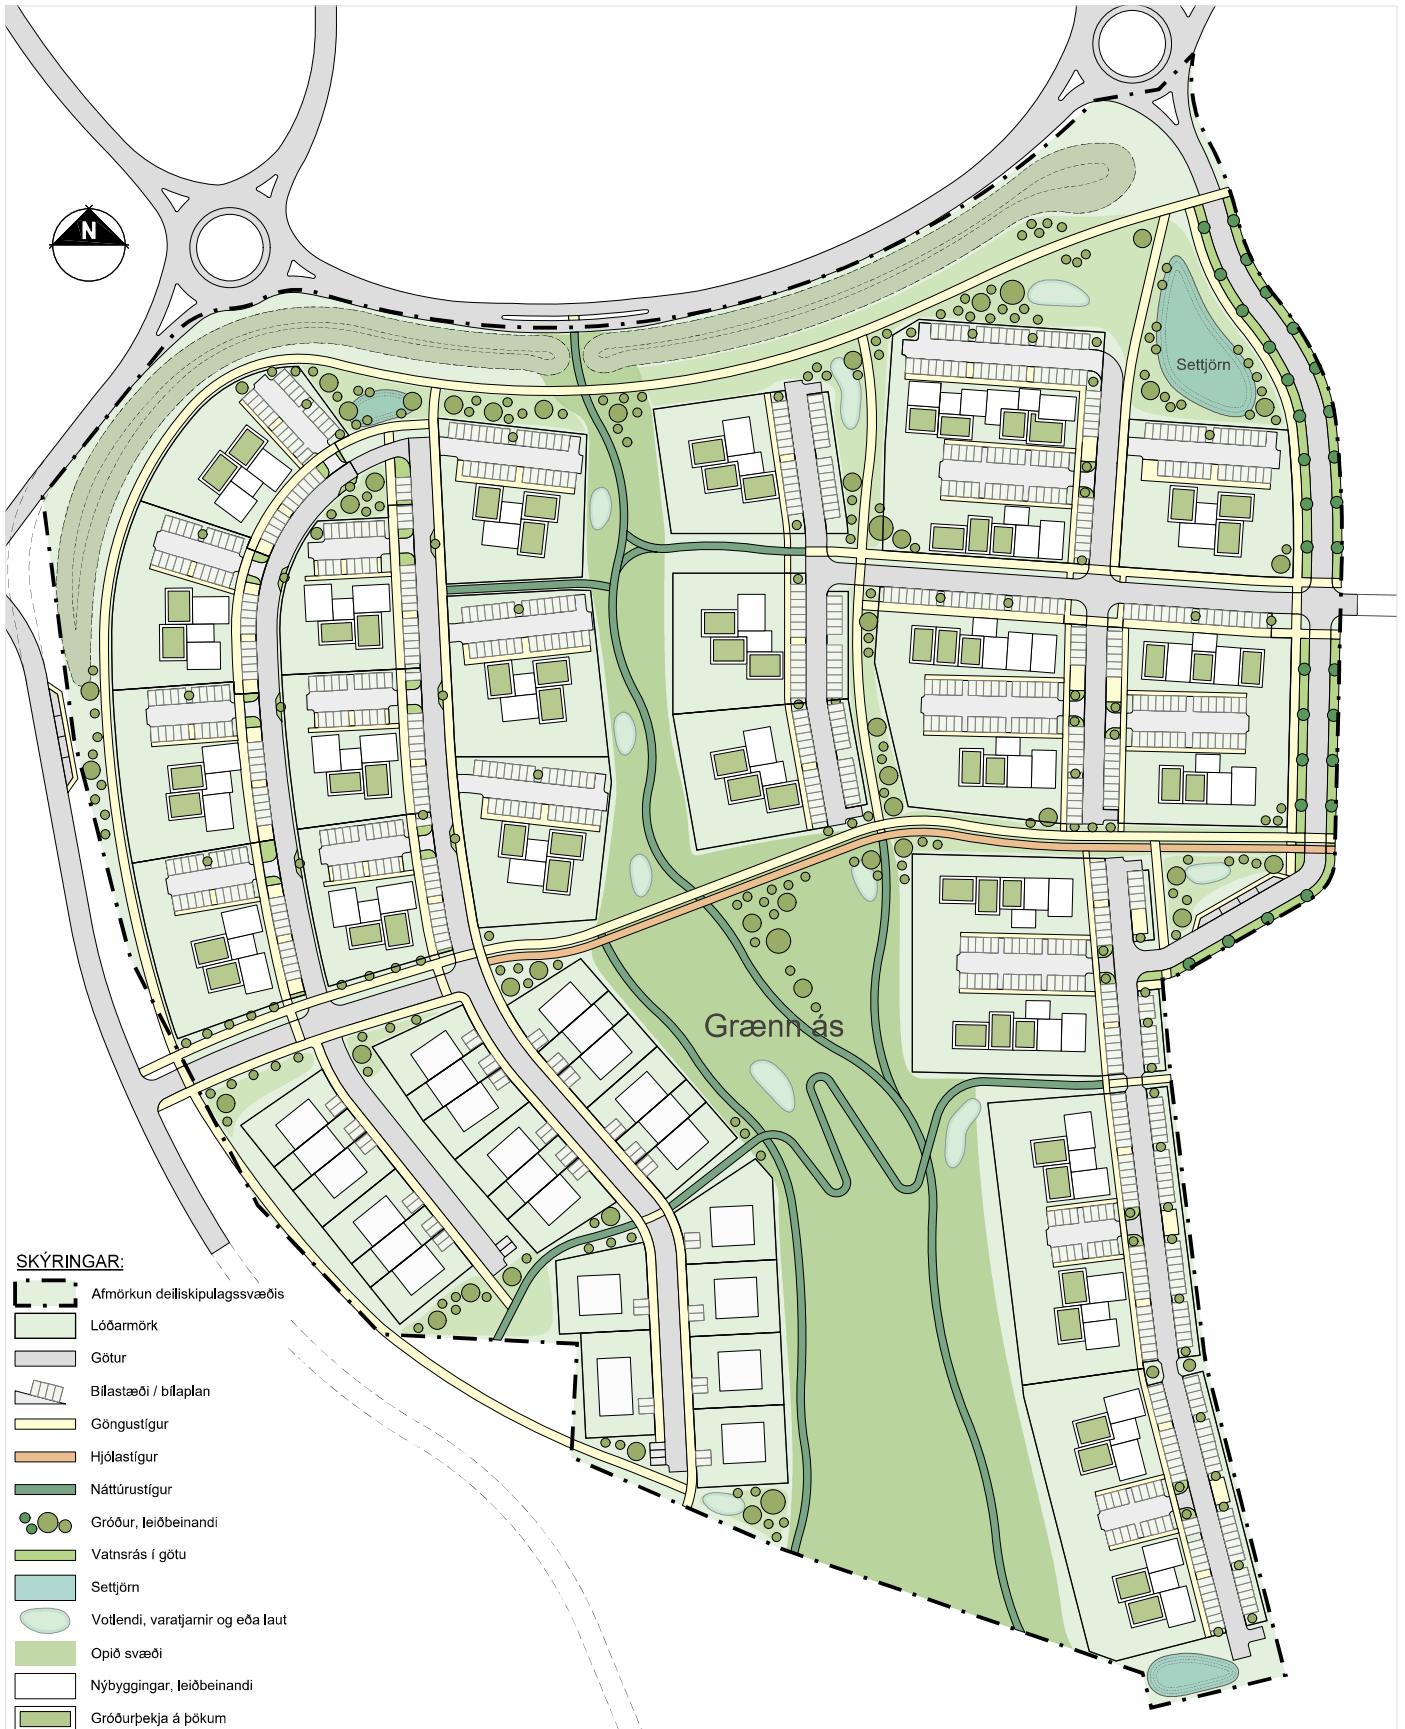 N
Settjörn
Grænn ás
SKÝRINGAR:
Afmörkun deiliskipulagssvæðis
Lóðarmörk
Götur
Bílastæði / bílaplan
Göngustígur
Hjólastígur
Náttúrustígur
Gróður, leiðbeinandi
Vatnsrás í götu
Settjörn
Votlendi, varatjarnir og eða laut
Opið svæði
Nýbyggingar, leiðbeinandi
Gróðurþekja á þökum